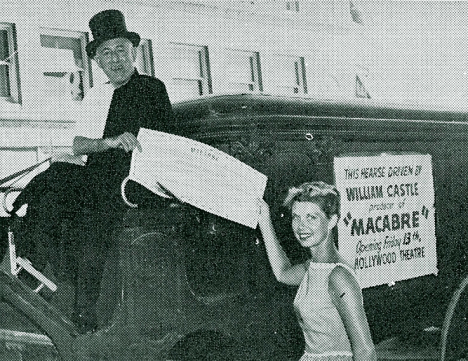 THIS HEARSE DRIVEN BY
WILLIAM CASTLE
producer of
"MACABRE"
Opening Friday 13th,
HOLLYWOOD THEATRE